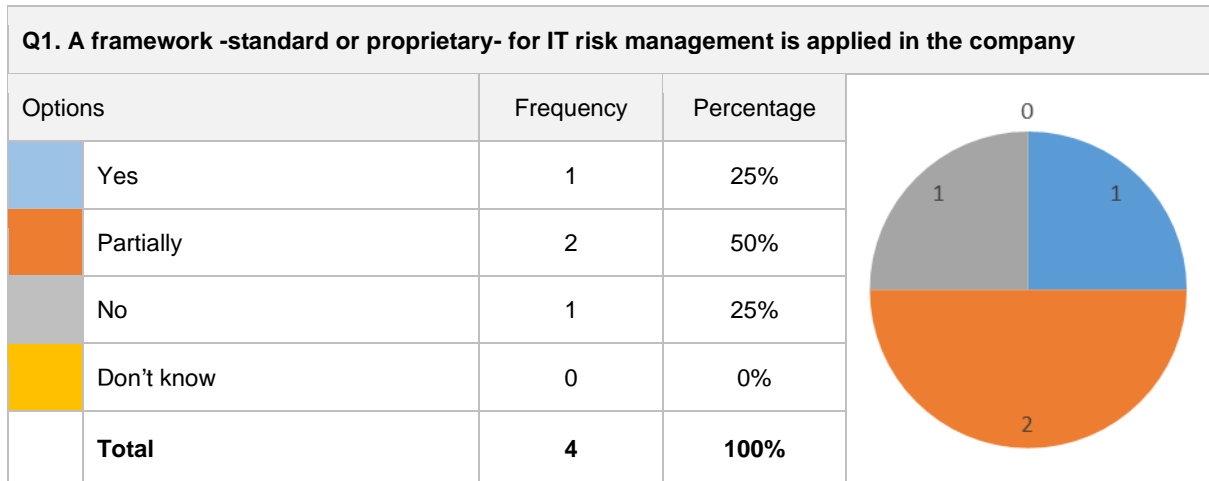 Q1. A framework -standard or proprietary- for IT risk management is applied in the company
Options Frequency Percentage
Yes 1 25%
Partially 2 50%
No 1 25%
Don’t know 0 0%
Total 4 100%
0
1 1
2